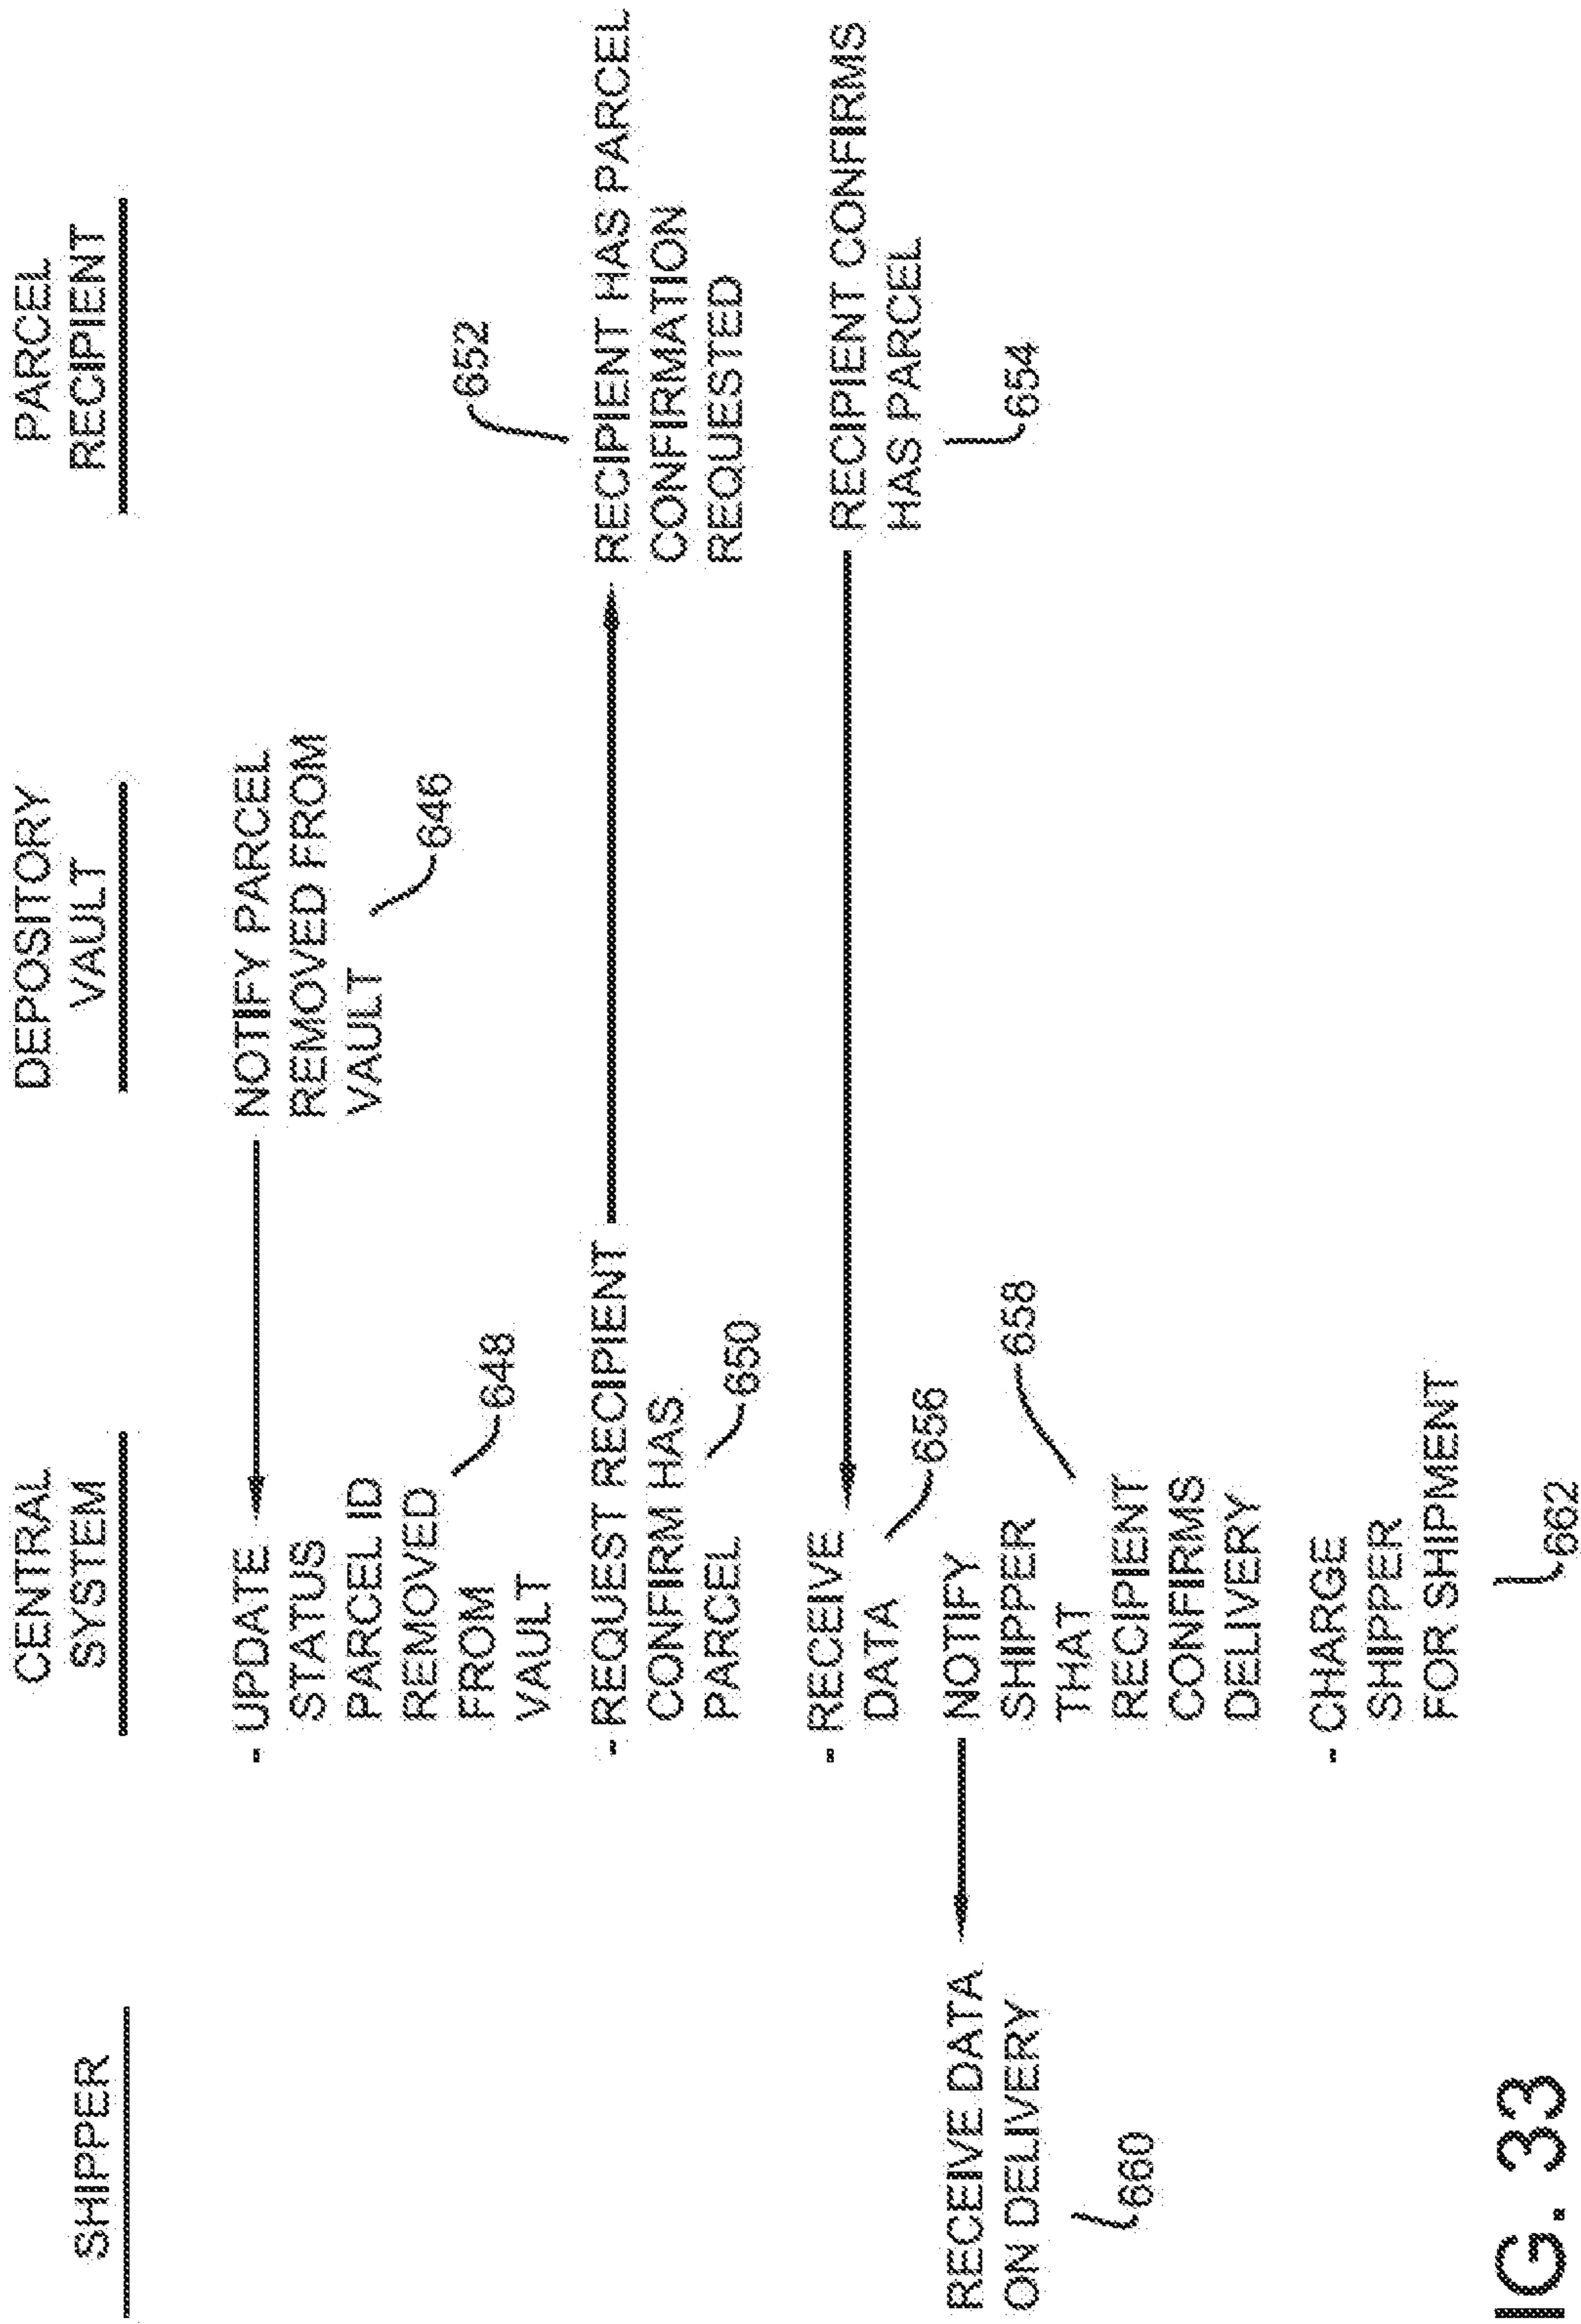 SHIPPER
CENTRAL
SYSTEM
DEPOSITORY
VAULT
PARCEL
RECIPIENT
NOTIFY PARCEL
REMOVED FROM
VAULT
646
- UPDATE
STATUS
PARCEL ID
REMOVED
FROM
VAULT
648
- REQUEST RECIPIENT
CONFIRM HAS
PARCEL
650
652
RECIPIENT HAS PARCEL
CONFIRMATION
REQUESTED
RECIPIENT CONFIRMS
HAS PARCEL
654
- RECEIVE
DATA
656
NOTIFY
SHIPPER
THAT
RECIPIENT
CONFIRMS
DELIVERY
658
RECEIVE DATA
ON DELIVERY
660
- CHARGE
SHIPPER
FOR SHIPMENT
662
IG. 33